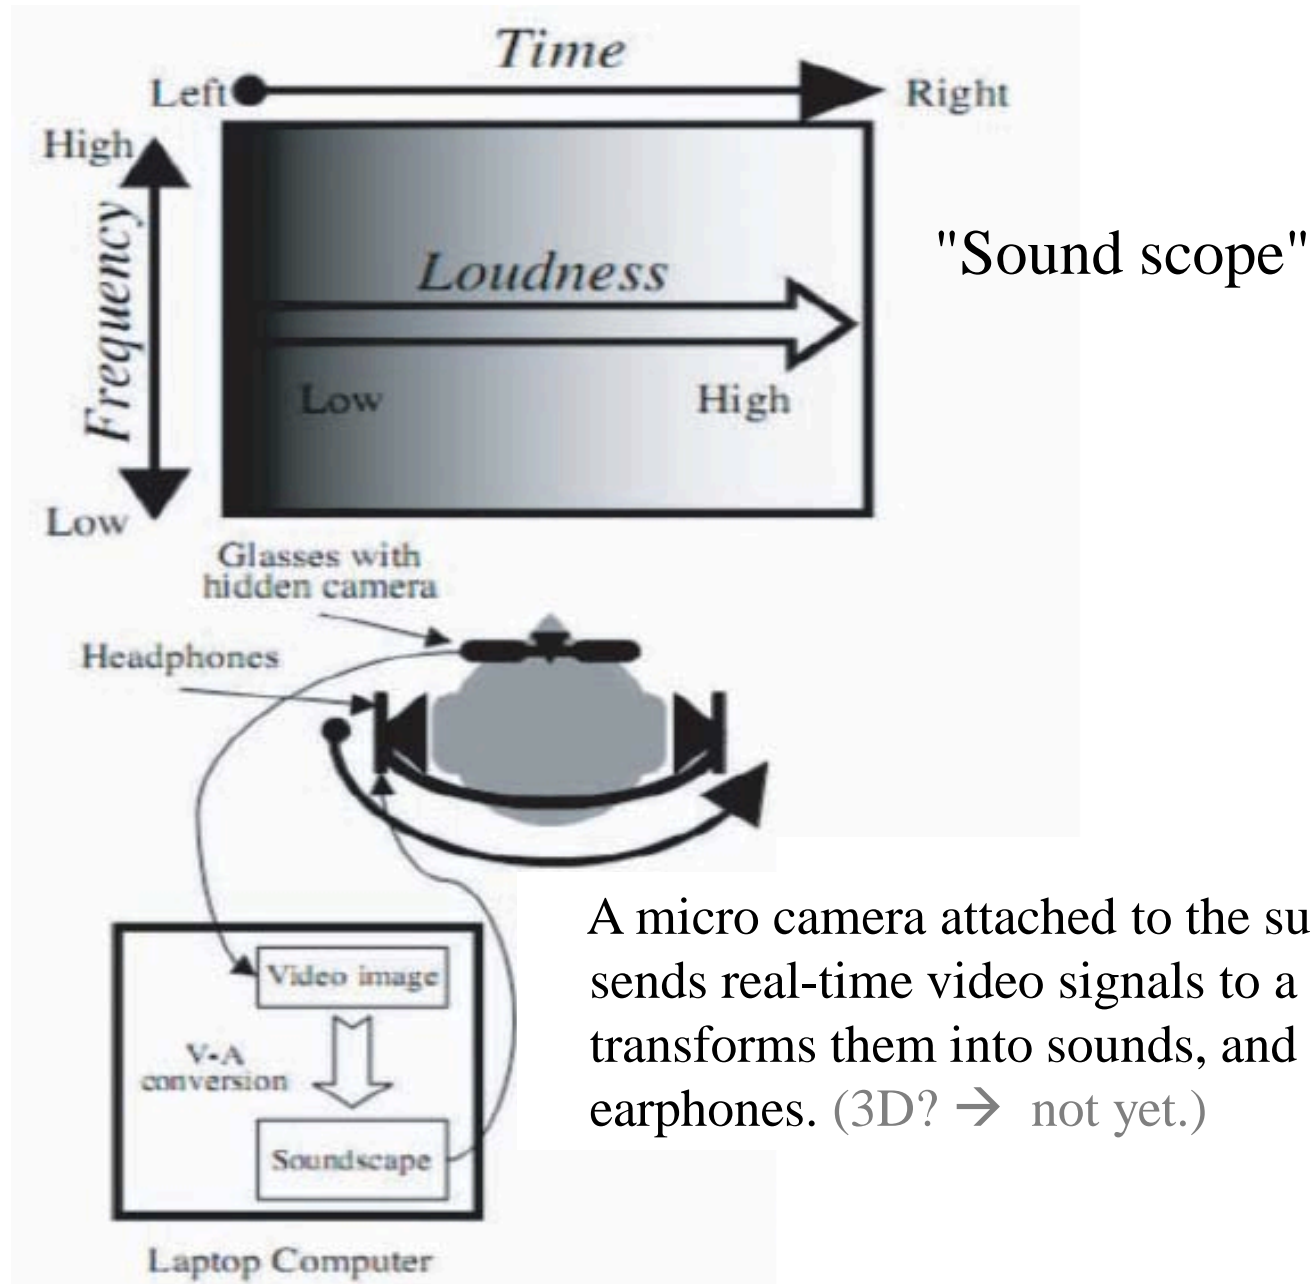 Time
Left
Right
High
Frequency
Loudness
Low
High
Low
"Sound scope"
Glasses with
hidden camera
Headphones
Video image
V-A
conversion
Soundscape
Laptop Computer
A micro camera attached to the su
sends real-time video signals to a
transforms them into sounds, and
earphones. (3D? → not yet.)